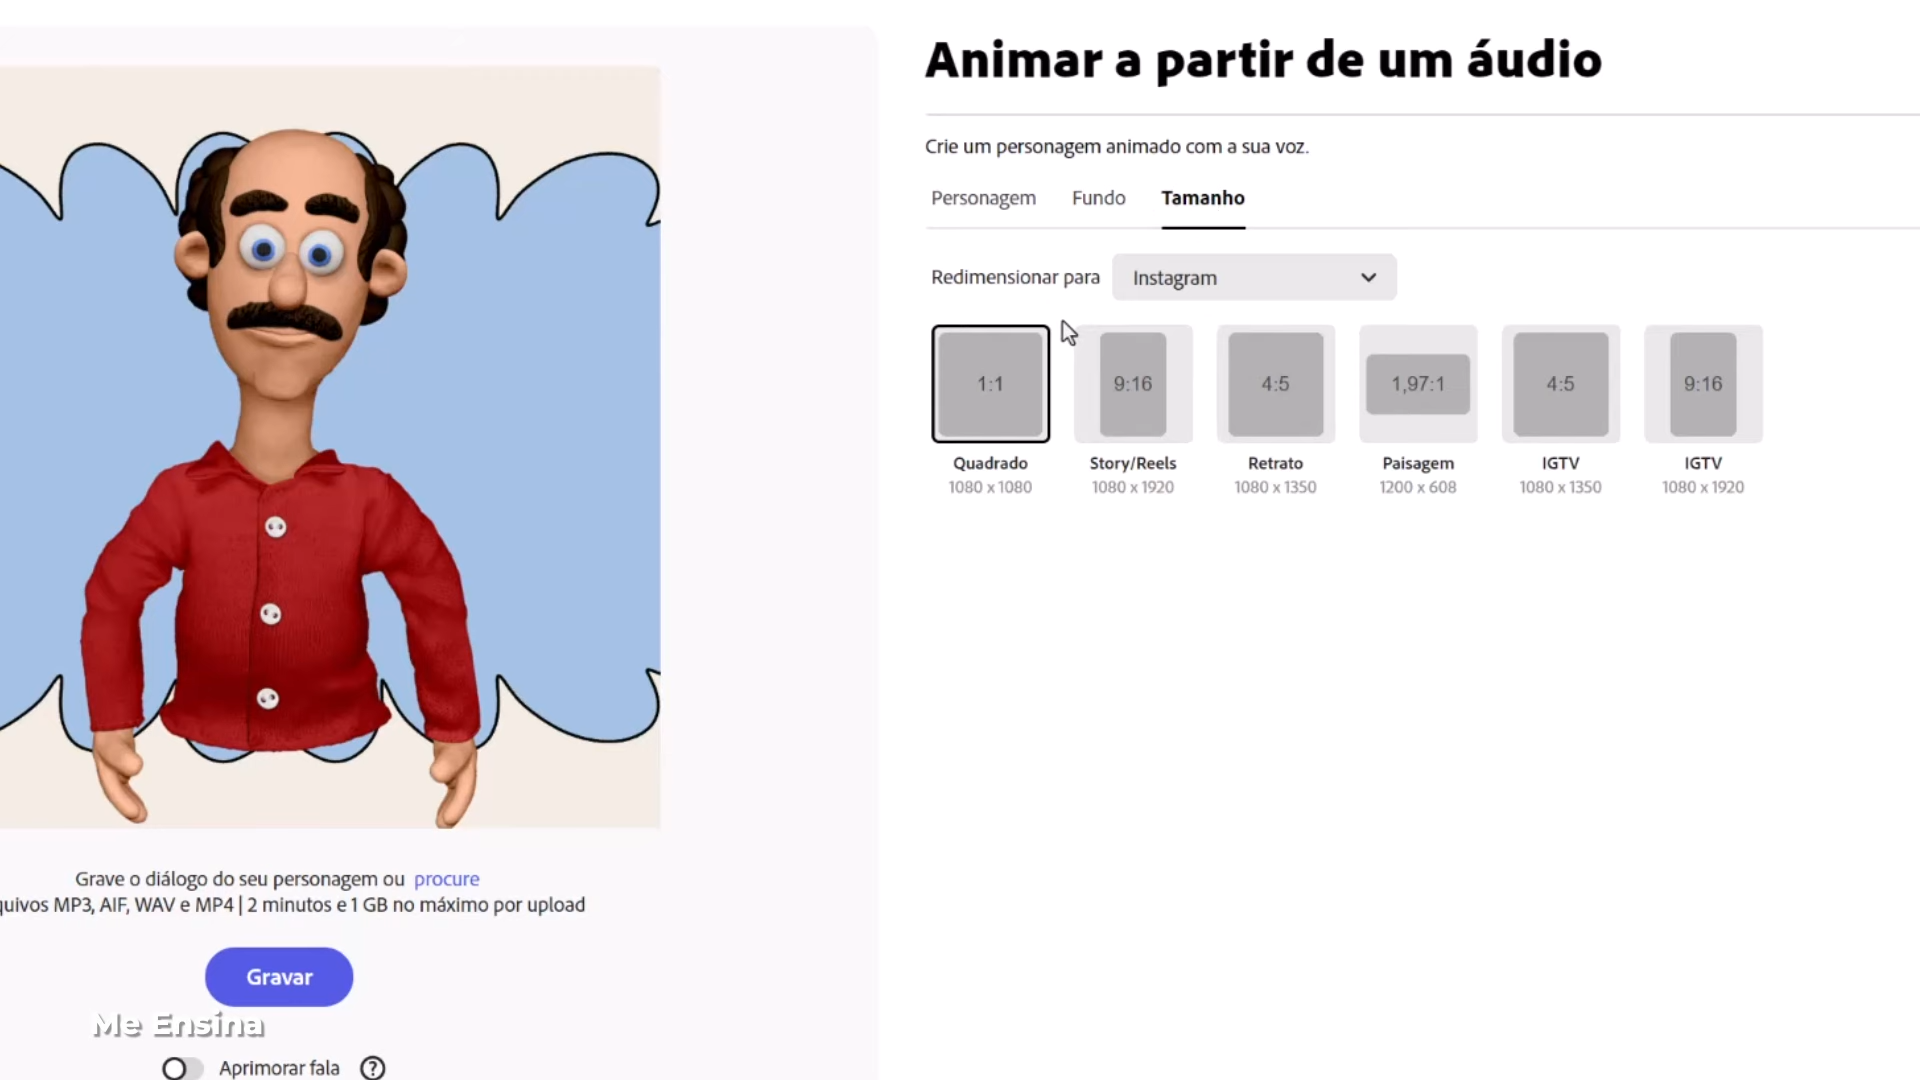 Animar a partir de um áudio
Crie um personagem animado com a sua voz.
Personagem Fundo Tamanho
Redimensionar para Instagram
1:1 9:16 4:5 1,97:1 4:5 9:16
Quadrado Story/Reels Retrato Paisagem IGTV IGTV
1080 x 1080 1080 x 1920 1080 x 1350 1200 x 608 1080 x 1350 1080 x 1920
Grave o diálogo do seu personagem ou procure
MP3, AIF, WAV e MP4 | 2 minutos e 1 GB no máximo por upload
Gravar
Me Ensina
Aprimorar fala ?